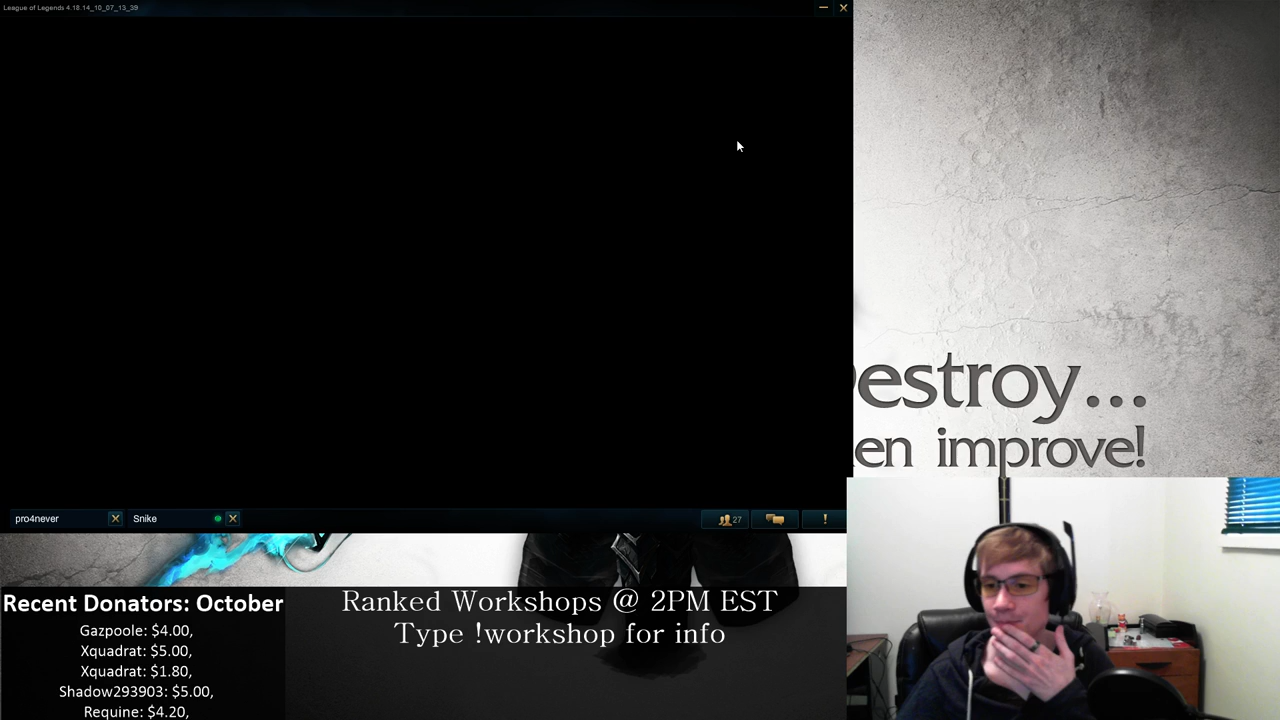 League of Legends 4.18.14_10_07_13_39
estroy...
en improve!
pro4never
Snike
27
!
Recent Donators: October
Gazpoole: $4.00,
Xquadrat: $5.00,
Xquadrat: $1.80,
Shadow293903: $5.00,
Requine: $4.20,
Ranked Workshops @ 2PM EST
Type !workshop for info